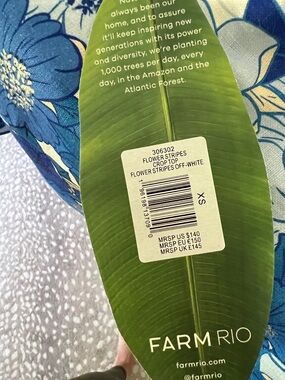 always been our
home, and to assure
it'll keep inspiring new
generations with its power
and diversity, we're planting
1,000 trees per day, every
day, in the Amazon and the
Atlantic Forest.
306302
FLOWER STRIPES
CROP TOP
FLOWER STRIPES OFF-WHITE
XS
MRSP US $140
MRSP EU €150
MRSP UK £145
FARM RIO
farmrio.com
@farmrio